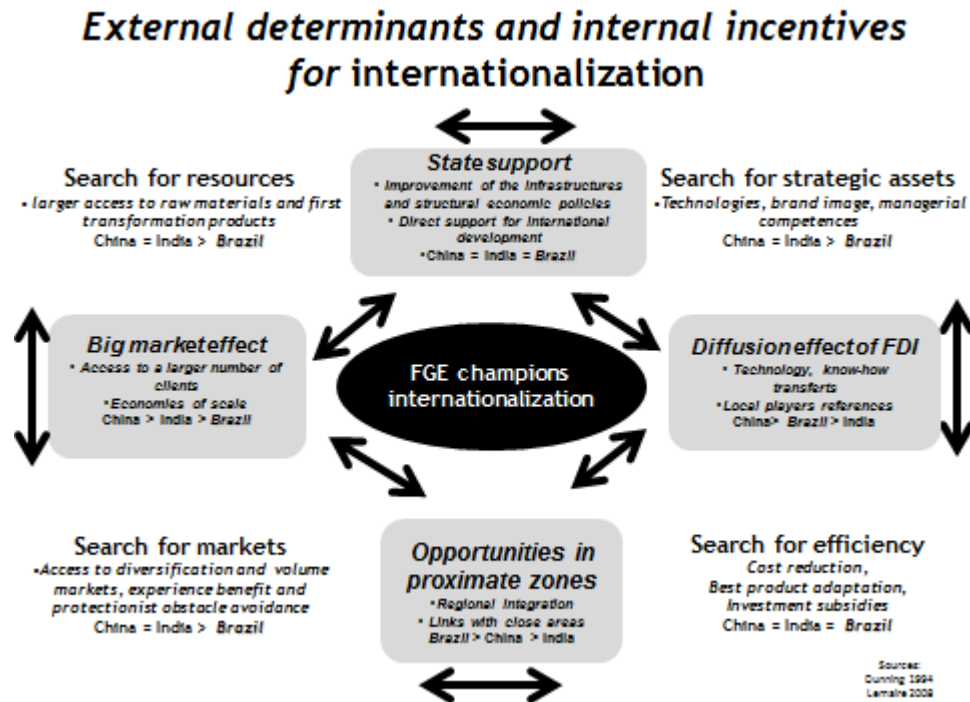 External determinants and internal incentives
for internationalization
State support
• Improvement of the infrastructures
and structural economic policies
• Direct support for international
development
•China = India = Brazil
Search for resources
• larger access to raw materials and first
transformation products
China = India > Brazil
Search for strategic assets
•Technologies, brand image, managerial
competences
China = India > Brazil
Big market effect
• Access to a larger number of
clients
•Economies of scale
China > India > Brazil
FGE champions
internationalization
Diffusion effect of FDI
• Technology, know-how
transferts
•Local players references
China> Brazil > India
Search for markets
•Access to diversification and volume
markets, experience benefit and
protectionist obstacle avoidance
China = India > Brazil
Opportunities in
proximate zones
•Regional integration
• Links with close areas
Brazil > China > India
Search for efficiency
Cost reduction,
Best product adaptation,
Investment subsidies
China = India = Brazil
Sources:
Dunning 1994
Lemaire 2008